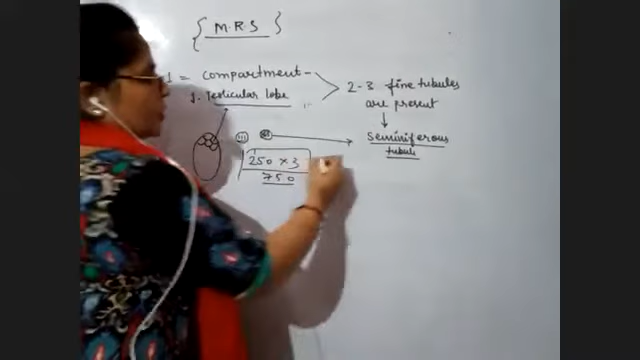 { M.R.S }
1 = compartment
1. Testicular lobe
2-3 fine tubules
are present
Seminiferous
tubule
250 × 3
750